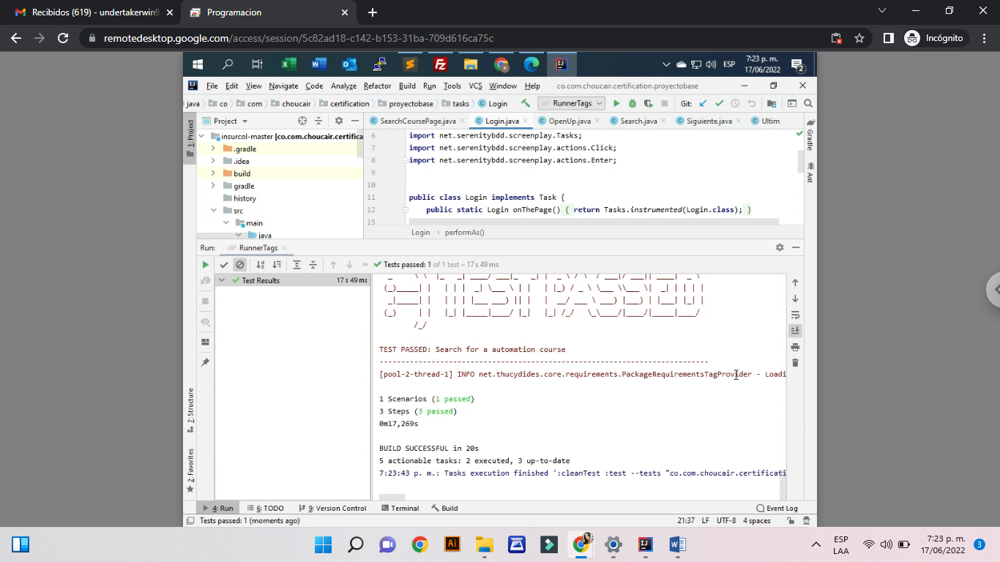 Recibidos (619) - undertakerwin9
Programacion
remotedesktop.google.com/access/session/5c82ad18-c142-b153-31ba-709d616ca75c
Incógnito
ESP
7:23 p. m.
17/06/2022
2
File Edit View Navigate Code Analyze Refactor Build Run Tools VCS Window Help co.com.choucair.certification.proyectobase
java co com choucair certification proyectobase tasks Login RunnerTags Git:
Project SearchCoursePage.java Login.java OpenUp.java Search.java Siguiente.java Ultim
1: Project
Gradle
Ant
insurcol-master [co.com.choucair.certifica
.gradle
.idea
build
gradle
history
src
main
java
6 import net.serenitybdd.screenplay.Tasks;
7 import net.serenitybdd.screenplay.actions.Click;
8 import net.serenitybdd.screenplay.actions.Enter;
9
10
11 public class Login implements Task {
12 public static Login onThePage() { return Tasks.instrumented(Login.class); }
15
Login performAs()
Run: RunnerTags
Tests passed: 1 of 1 test – 17 s 49 ms
Test Results 17 s 49 ms
TEST PASSED: Search for a automation course
-----------------------------------------------------------------------------
[pool-2-thread-1] INFO net.thucydides.core.requirements.PackageRequirementsTagProvider - Loadi
1 Scenarios (1 passed)
3 Steps (3 passed)
0m17,269s
BUILD SUCCESSFUL in 20s
5 actionable tasks: 2 executed, 3 up-to-date
7:23:43 p. m.: Tasks execution finished ':cleanTest :test --tests "co.com.choucair.certificati
7: Structure
2: Favorites
4: Run 6: TODO 9: Version Control Terminal Build Event Log
Tests passed: 1 (moments ago) 21:37 LF UTF-8 4 spaces
Ai
ESP
LAA
7:23 p. m.
17/06/2022
3